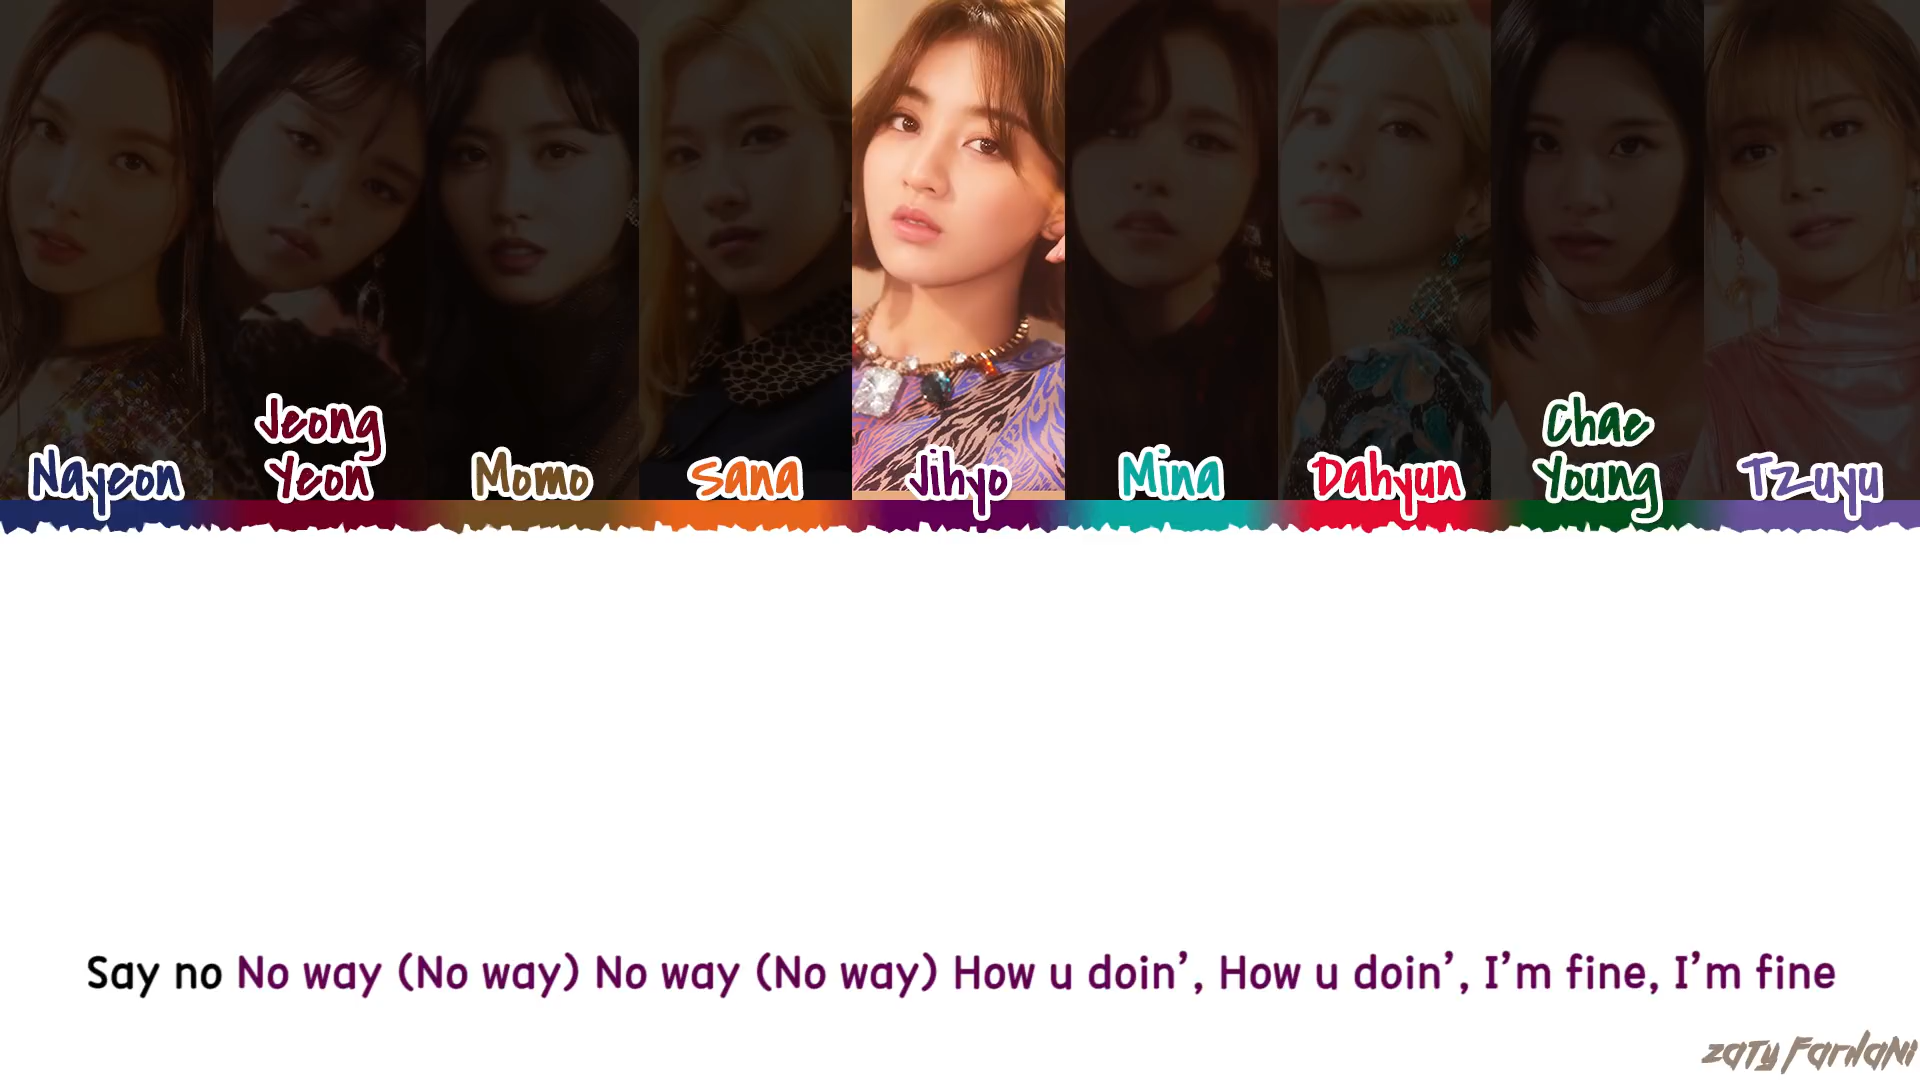 Nayeon
Jeong
Yeon
Momo
Sana
Jihyo
Mina
Dahyun
Chae
Young
Tzuyu
Say no No way (No way) No way (No way) How u doin’, How u doin’, I’m fine, I’m fine
Zaty Fardani